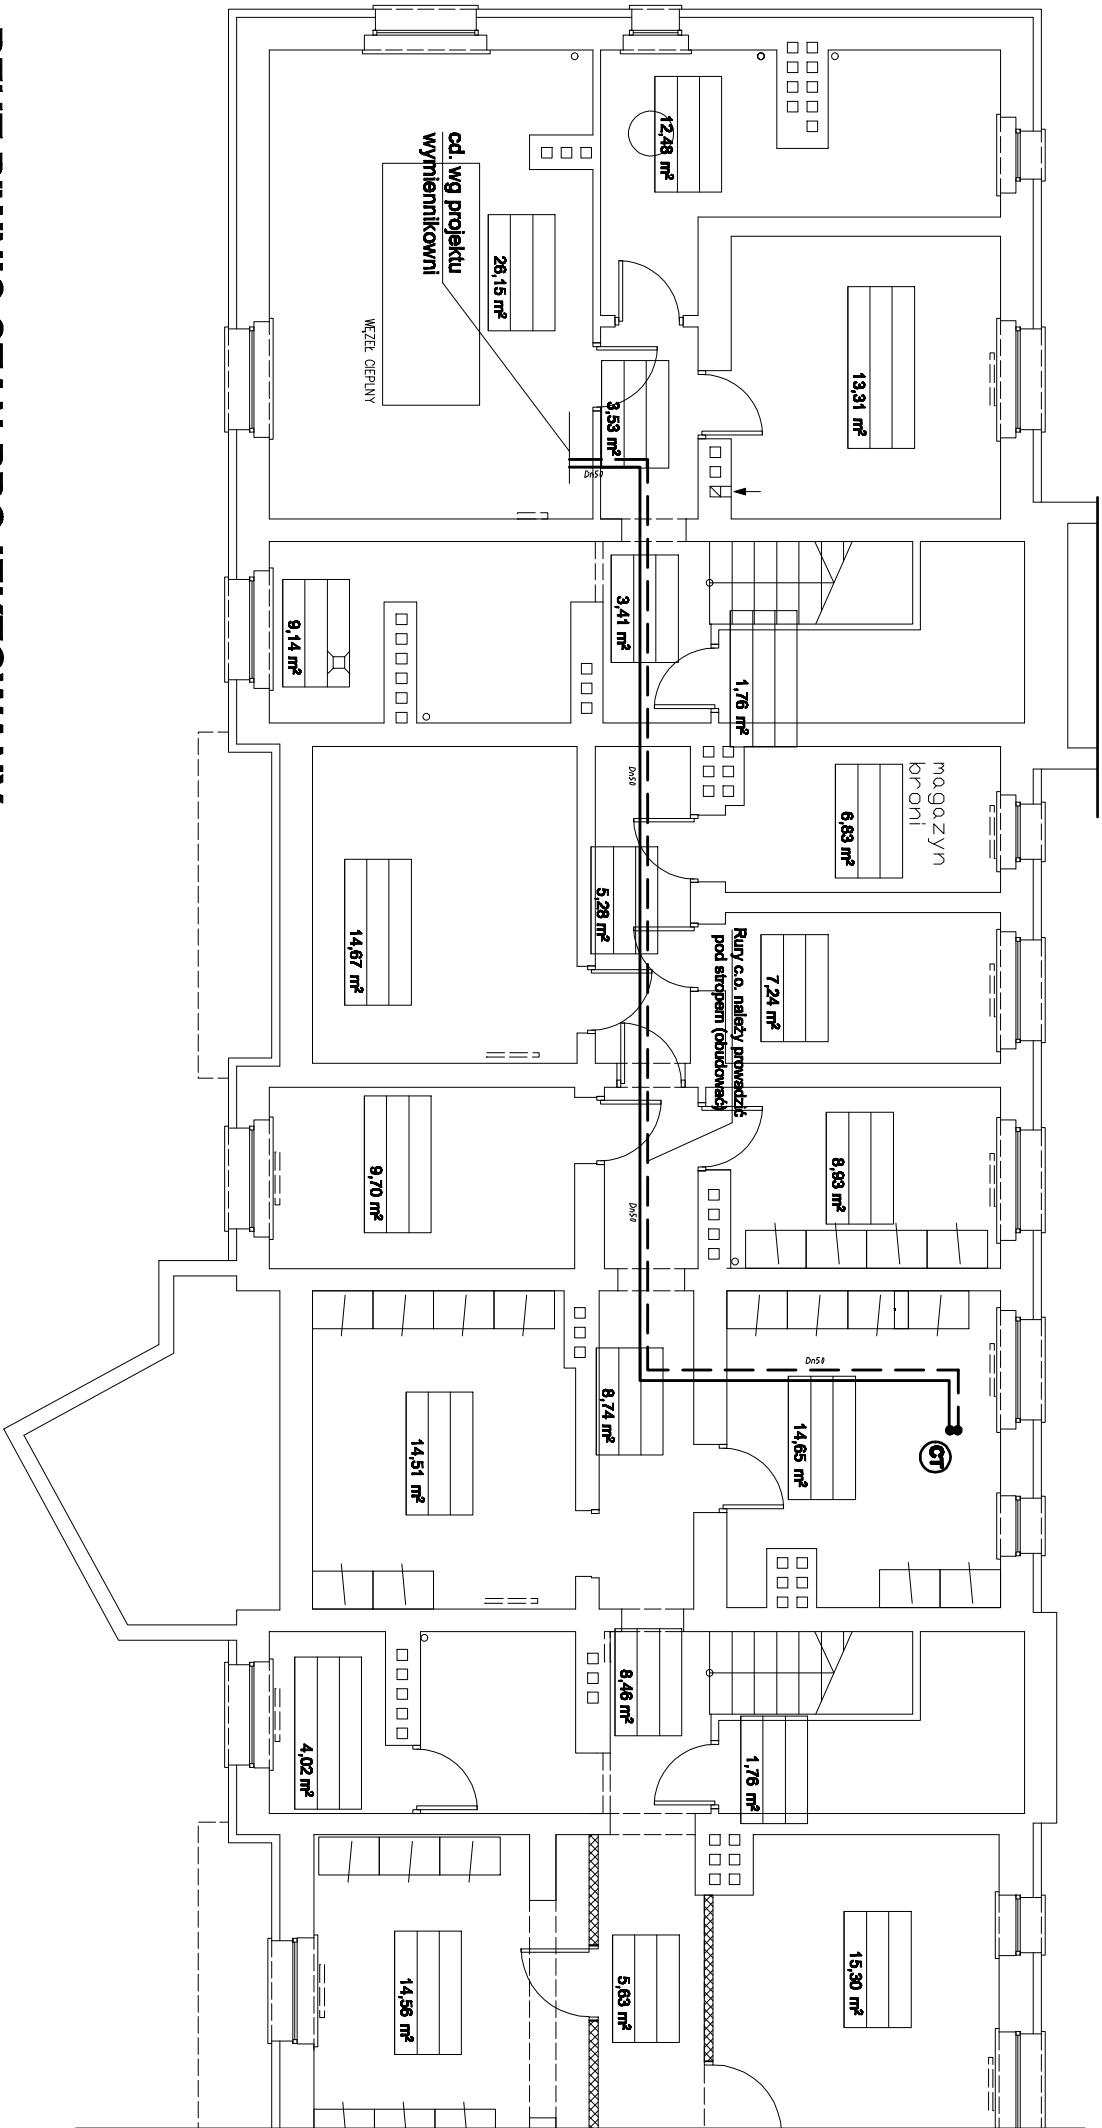 cd. wg projektu
wymiennikowni
WĘZEŁ CIEPLNY
12,48 m²
26,15 m²
13,31 m²
3,53 m²
Dn50
9,14 m²
3,41 m²
1,76 m²
magazyn
broni
6,83 m²
Dn50
5,28 m²
14,67 m²
7,24 m²
Rury c.o. należy prowadzić
pod stropem (obudować)
9,70 m²
8,93 m²
Dn50
Dn50
8,74 m²
14,51 m²
14,65 m²
CT
8,46 m²
4,02 m²
1,76 m²
14,56 m²
5,63 m²
15,30 m²